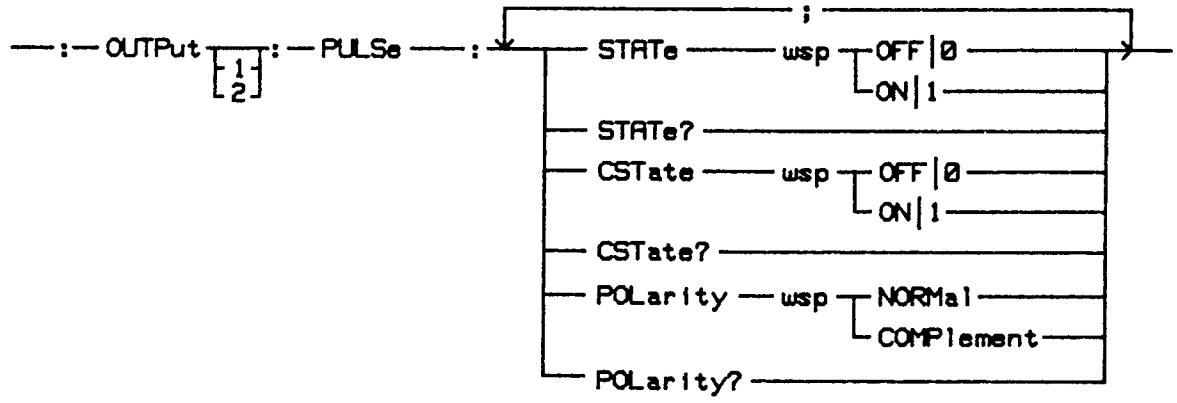 ;
: OUTPut 1 2 : PULSe : STATe wsp OFF|0
ON|1
STATe?
CSTate wsp OFF|0
ON|1
CSTate?
POLarity wsp NORMal
COMPlement
POLarity?